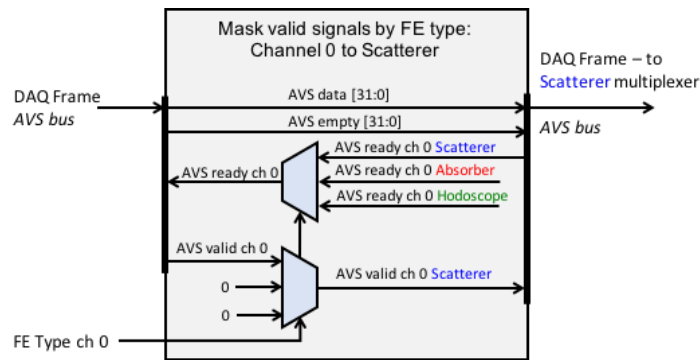 Mask valid signals by FE type:
Channel 0 to Scatterer
DAQ Frame
AVS bus
AVS data [31:0]
AVS empty [31:0]
DAQ Frame – to
Scatterer multiplexer
AVS bus
AVS ready ch 0 Scatterer
AVS ready ch 0
AVS ready ch 0 Absorber
AVS ready ch 0 Hodoscope
AVS valid ch 0
0
0
AVS valid ch 0 Scatterer
FE Type ch 0